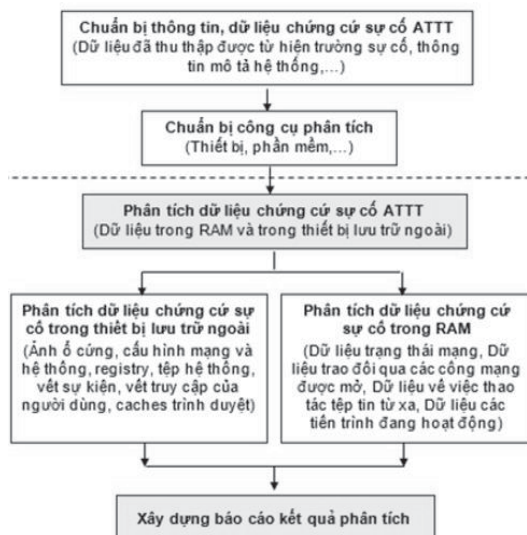 Chuẩn bị thông tin, dữ liệu chứng cứ sự cố ATTT
(Dữ liệu đã thu thập được từ hiện trường sự cố, thông
tin mô tả hệ thống,...)
Chuẩn bị công cụ phân tích
(Thiết bị, phần mềm,...)
Phân tích dữ liệu chứng cứ sự cố ATTT
(Dữ liệu trong RAM và trong thiết bị lưu trữ ngoài)
Phân tích dữ liệu chứng cứ sự
cố trong thiết bị lưu trữ ngoài
(Ảnh ổ cứng, cấu hình mạng và
hệ thống, registry, tệp hệ thống,
vết sự kiện, vết truy cập của
người dùng, caches trình duyệt)
Phân tích dữ liệu chứng cứ
sự cố trong RAM
(Dữ liệu trạng thái mạng, Dữ
liệu trao đổi qua các cổng mạng
được mở, Dữ liệu về việc thao
tác tệp tin từ xa, Dữ liệu các
tiến trình đang hoạt động)
Xây dựng báo cáo kết quả phân tích